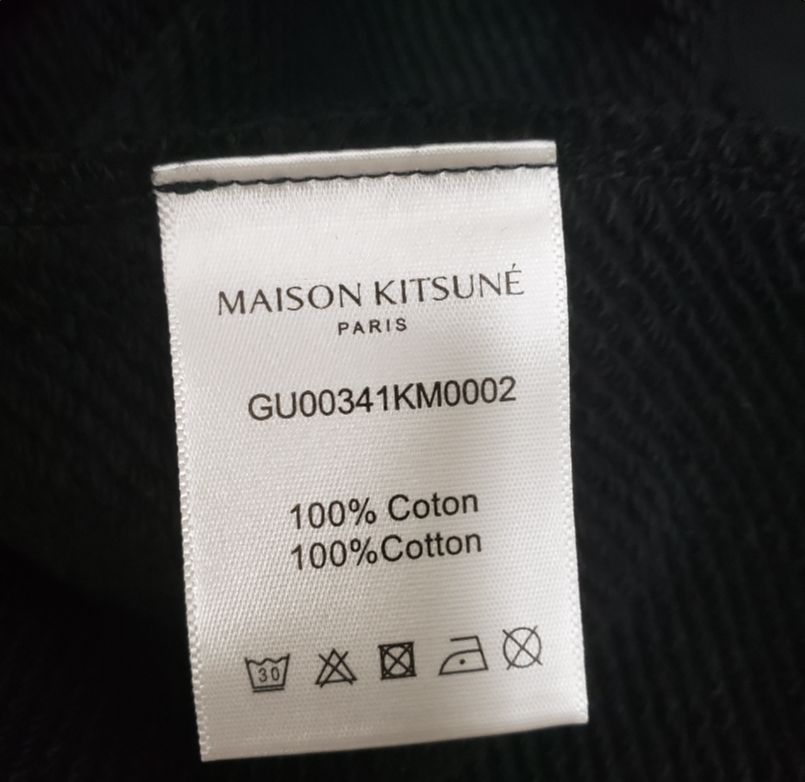 MAISON KITSUNÉ
PARIS
GU00341KM0002
100% Coton
100%Cotton
30